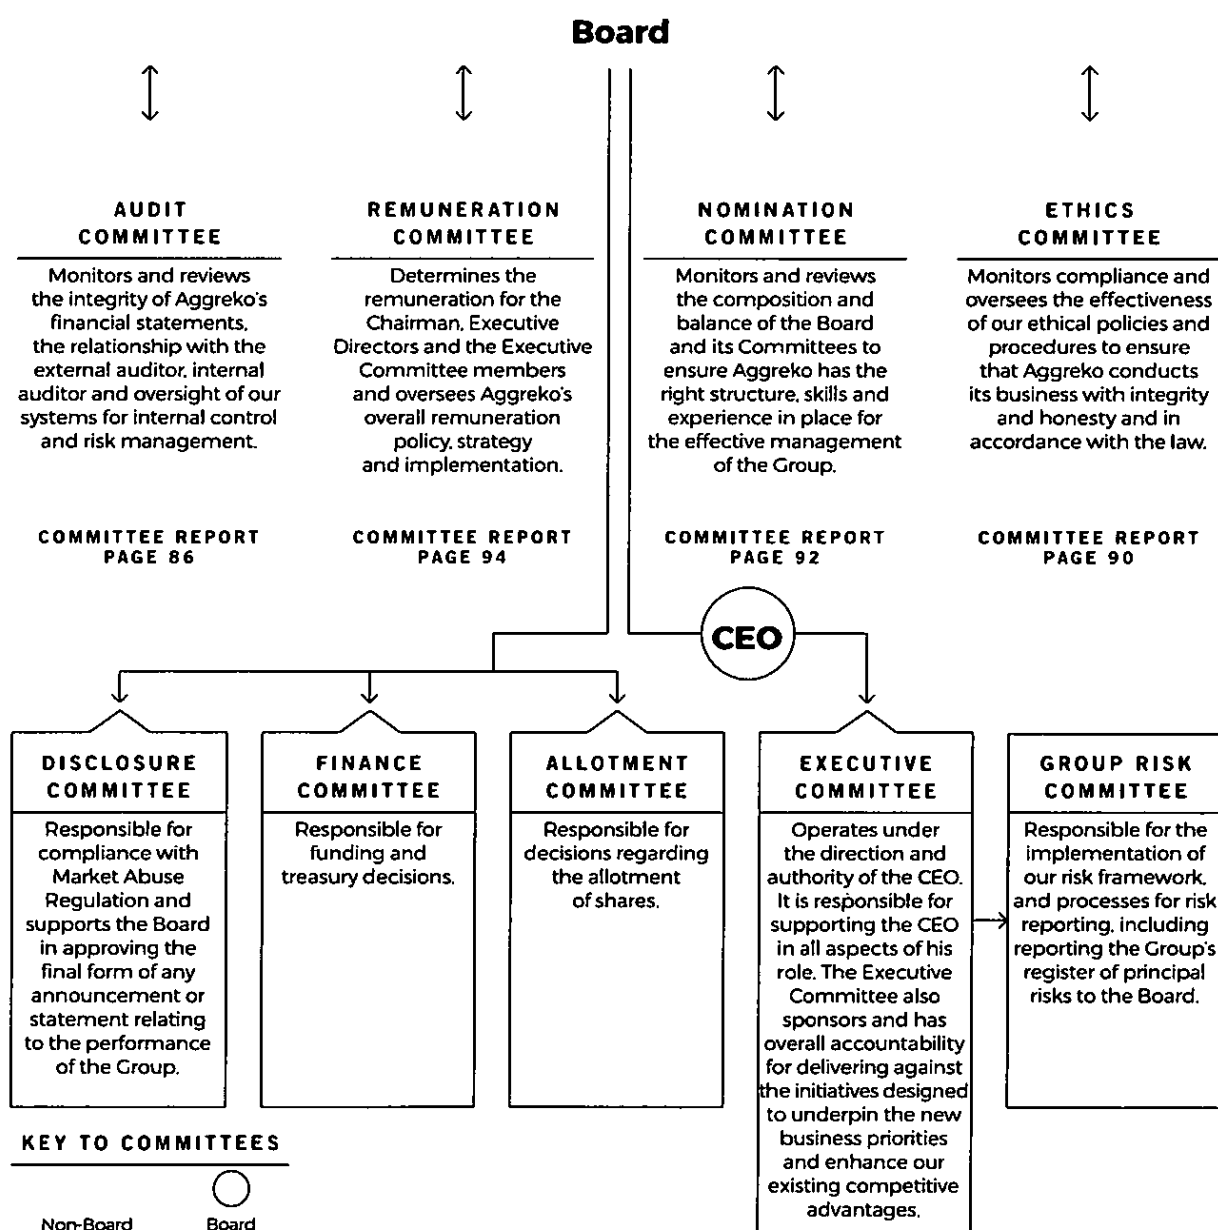 Board
AUDIT
COMMITTEE
Monitors and reviews
the integrity of Aggreko's
financial statements,
the relationship with the
external auditor, internal
auditor and oversight of our
systems for internal control
and risk management.
COMMITTEE REPORT
PAGE 86
REMUNERATION
COMMITTEE
Determines the
remuneration for the
Chairman, Executive
Directors and the Executive
Committee members
and oversees Aggreko's
overall remuneration
policy, strategy
and implementation.
COMMITTEE REPORT
PAGE 94
NOMINATION
COMMITTEE
Monitors and reviews
the composition and
balance of the Board
and its Committees to
ensure Aggreko has the
right structure, skills and
experience in place for
the effective management
of the Group.
COMMITTEE REPORT
PAGE 92
ETHICS
COMMITTEE
Monitors compliance and
oversees the effectiveness
of our ethical policies and
procedures to ensure
that Aggreko conducts
its business with integrity
and honesty and in
accordance with the law.
COMMITTEE REPORT
PAGE 90
CEO
DISCLOSURE
COMMITTEE
Responsible for
compliance with
Market Abuse
Regulation and
supports the Board
in approving the
final form of any
announcement or
statement relating
to the performance
of the Group.
FINANCE
COMMITTEE
Responsible for
funding and
treasury decisions.
ALLOTMENT
COMMITTEE
Responsible for
decisions regarding
the allotment
of shares.
EXECUTIVE
COMMITTEE
Operates under
the direction and
authority of the CEO.
It is responsible for
supporting the CEO
in all aspects of his
role. The Executive
Committee also
sponsors and has
overall accountability
for delivering against
the initiatives designed
to underpin the new
business priorities
and enhance our
existing competitive
advantages.
GROUP RISK
COMMITTEE
Responsible for the
implementation of
our risk framework,
and processes for risk
reporting, including
reporting the Group's
register of principal
risks to the Board.
KEY TO COMMITTEES
Non-Board
Board